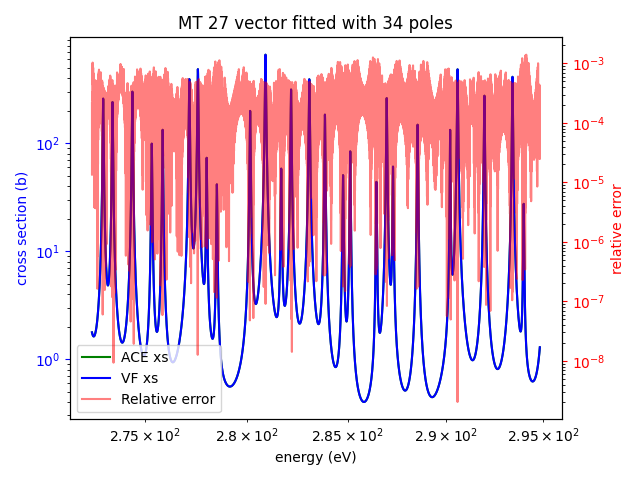 MT 27 vector fitted with 34 poles
cross section (b)
10²
10¹
10⁰
10⁻³
10⁻⁴
10⁻⁵
10⁻⁶
10⁻⁷
10⁻⁸
relative error
ACE xs
VF xs
Relative error
2.75 × 10² 2.8 × 10² 2.85 × 10² 2.9 × 10² 2.95 × 10²
energy (eV)